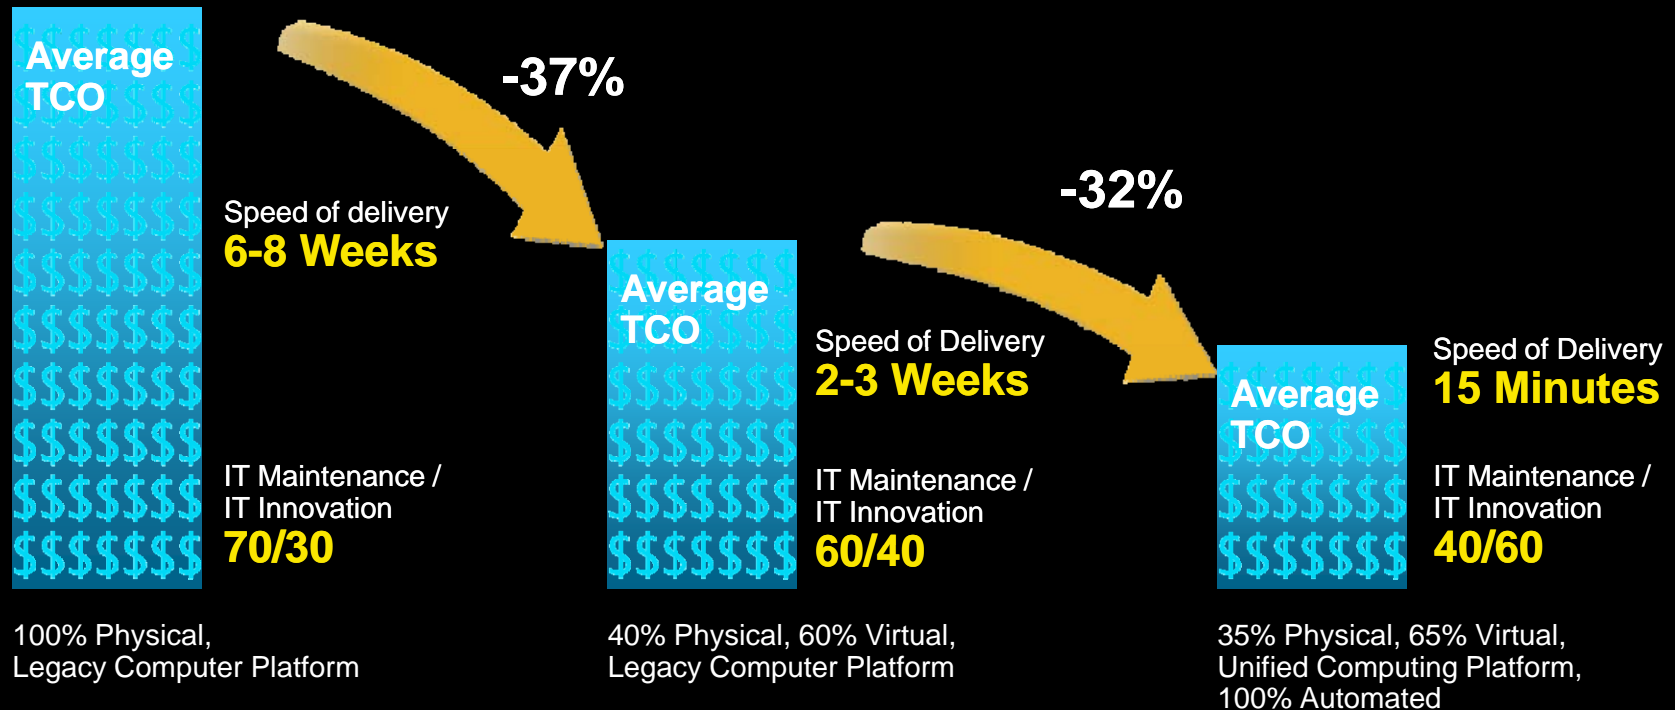 Average
TCO
-37%
Speed of delivery
6-8 Weeks
IT Maintenance /
IT Innovation
70/30
100% Physical,
Legacy Computer Platform
Average
TCO
-32%
Speed of Delivery
2-3 Weeks
IT Maintenance /
IT Innovation
60/40
40% Physical, 60% Virtual,
Legacy Computer Platform
Average
TCO
Speed of Delivery
15 Minutes
IT Maintenance /
IT Innovation
40/60
35% Physical, 65% Virtual,
Unified Computing Platform,
100% Automated